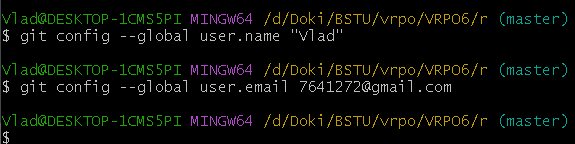 Vlad@DESKTOP-1CMS5PI MINGW64 /d/Doki/BSTU/vrpo/VRPO6/r (master)
$ git config --global user.name "Vlad"
Vlad@DESKTOP-1CMS5PI MINGW64 /d/Doki/BSTU/vrpo/VRPO6/r (master)
$ git config --global user.email 7641272@gmail.com
Vlad@DESKTOP-1CMS5PI MINGW64 /d/Doki/BSTU/vrpo/VRPO6/r (master)
$